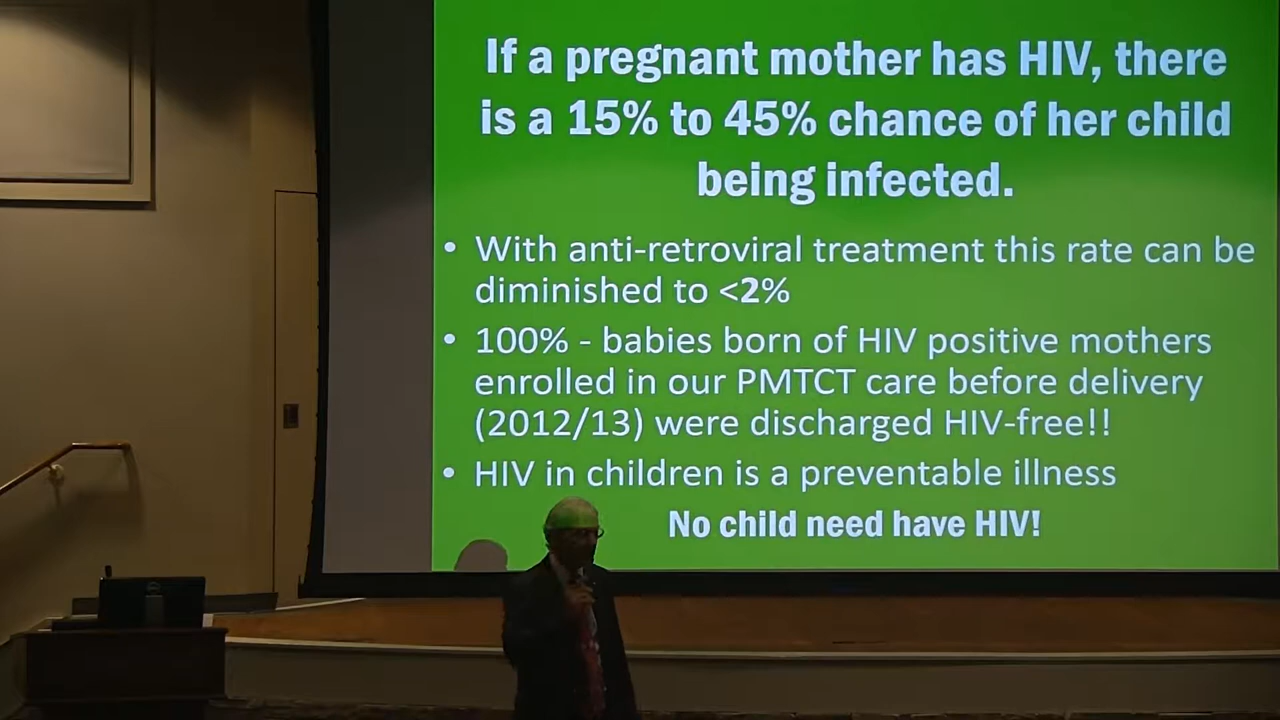 If a pregnant mother has HIV, there
is a 15% to 45% chance of her child
being infected.
• With anti-retroviral treatment this rate can be
diminished to <2%
• 100% - babies born of HIV positive mothers
enrolled in our PMTCT care before delivery
(2012/13) were discharged HIV-free!!
• HIV in children is a preventable illness
No child need have HIV!